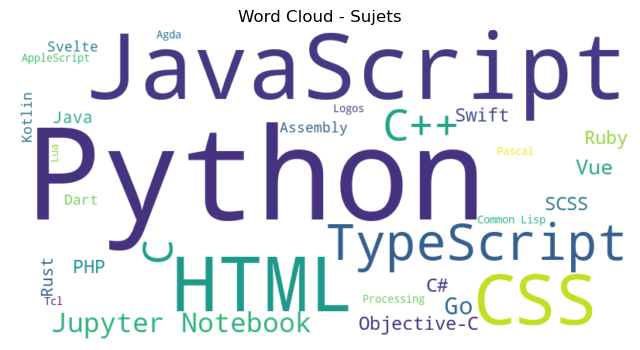 Word Cloud - Sujets
Agda
Svelte
AppleScript
JavaScript
Kotlin
Java
Logos
Assembly
C++
Swift
Ruby
Lua
Python
Pascal
Vue
Dart
SCSS
Common Lisp
C
TypeScript
Rust
PHP
HTML
C#
CSS
Tcl
Processing
Go
Jupyter Notebook
Objective-C